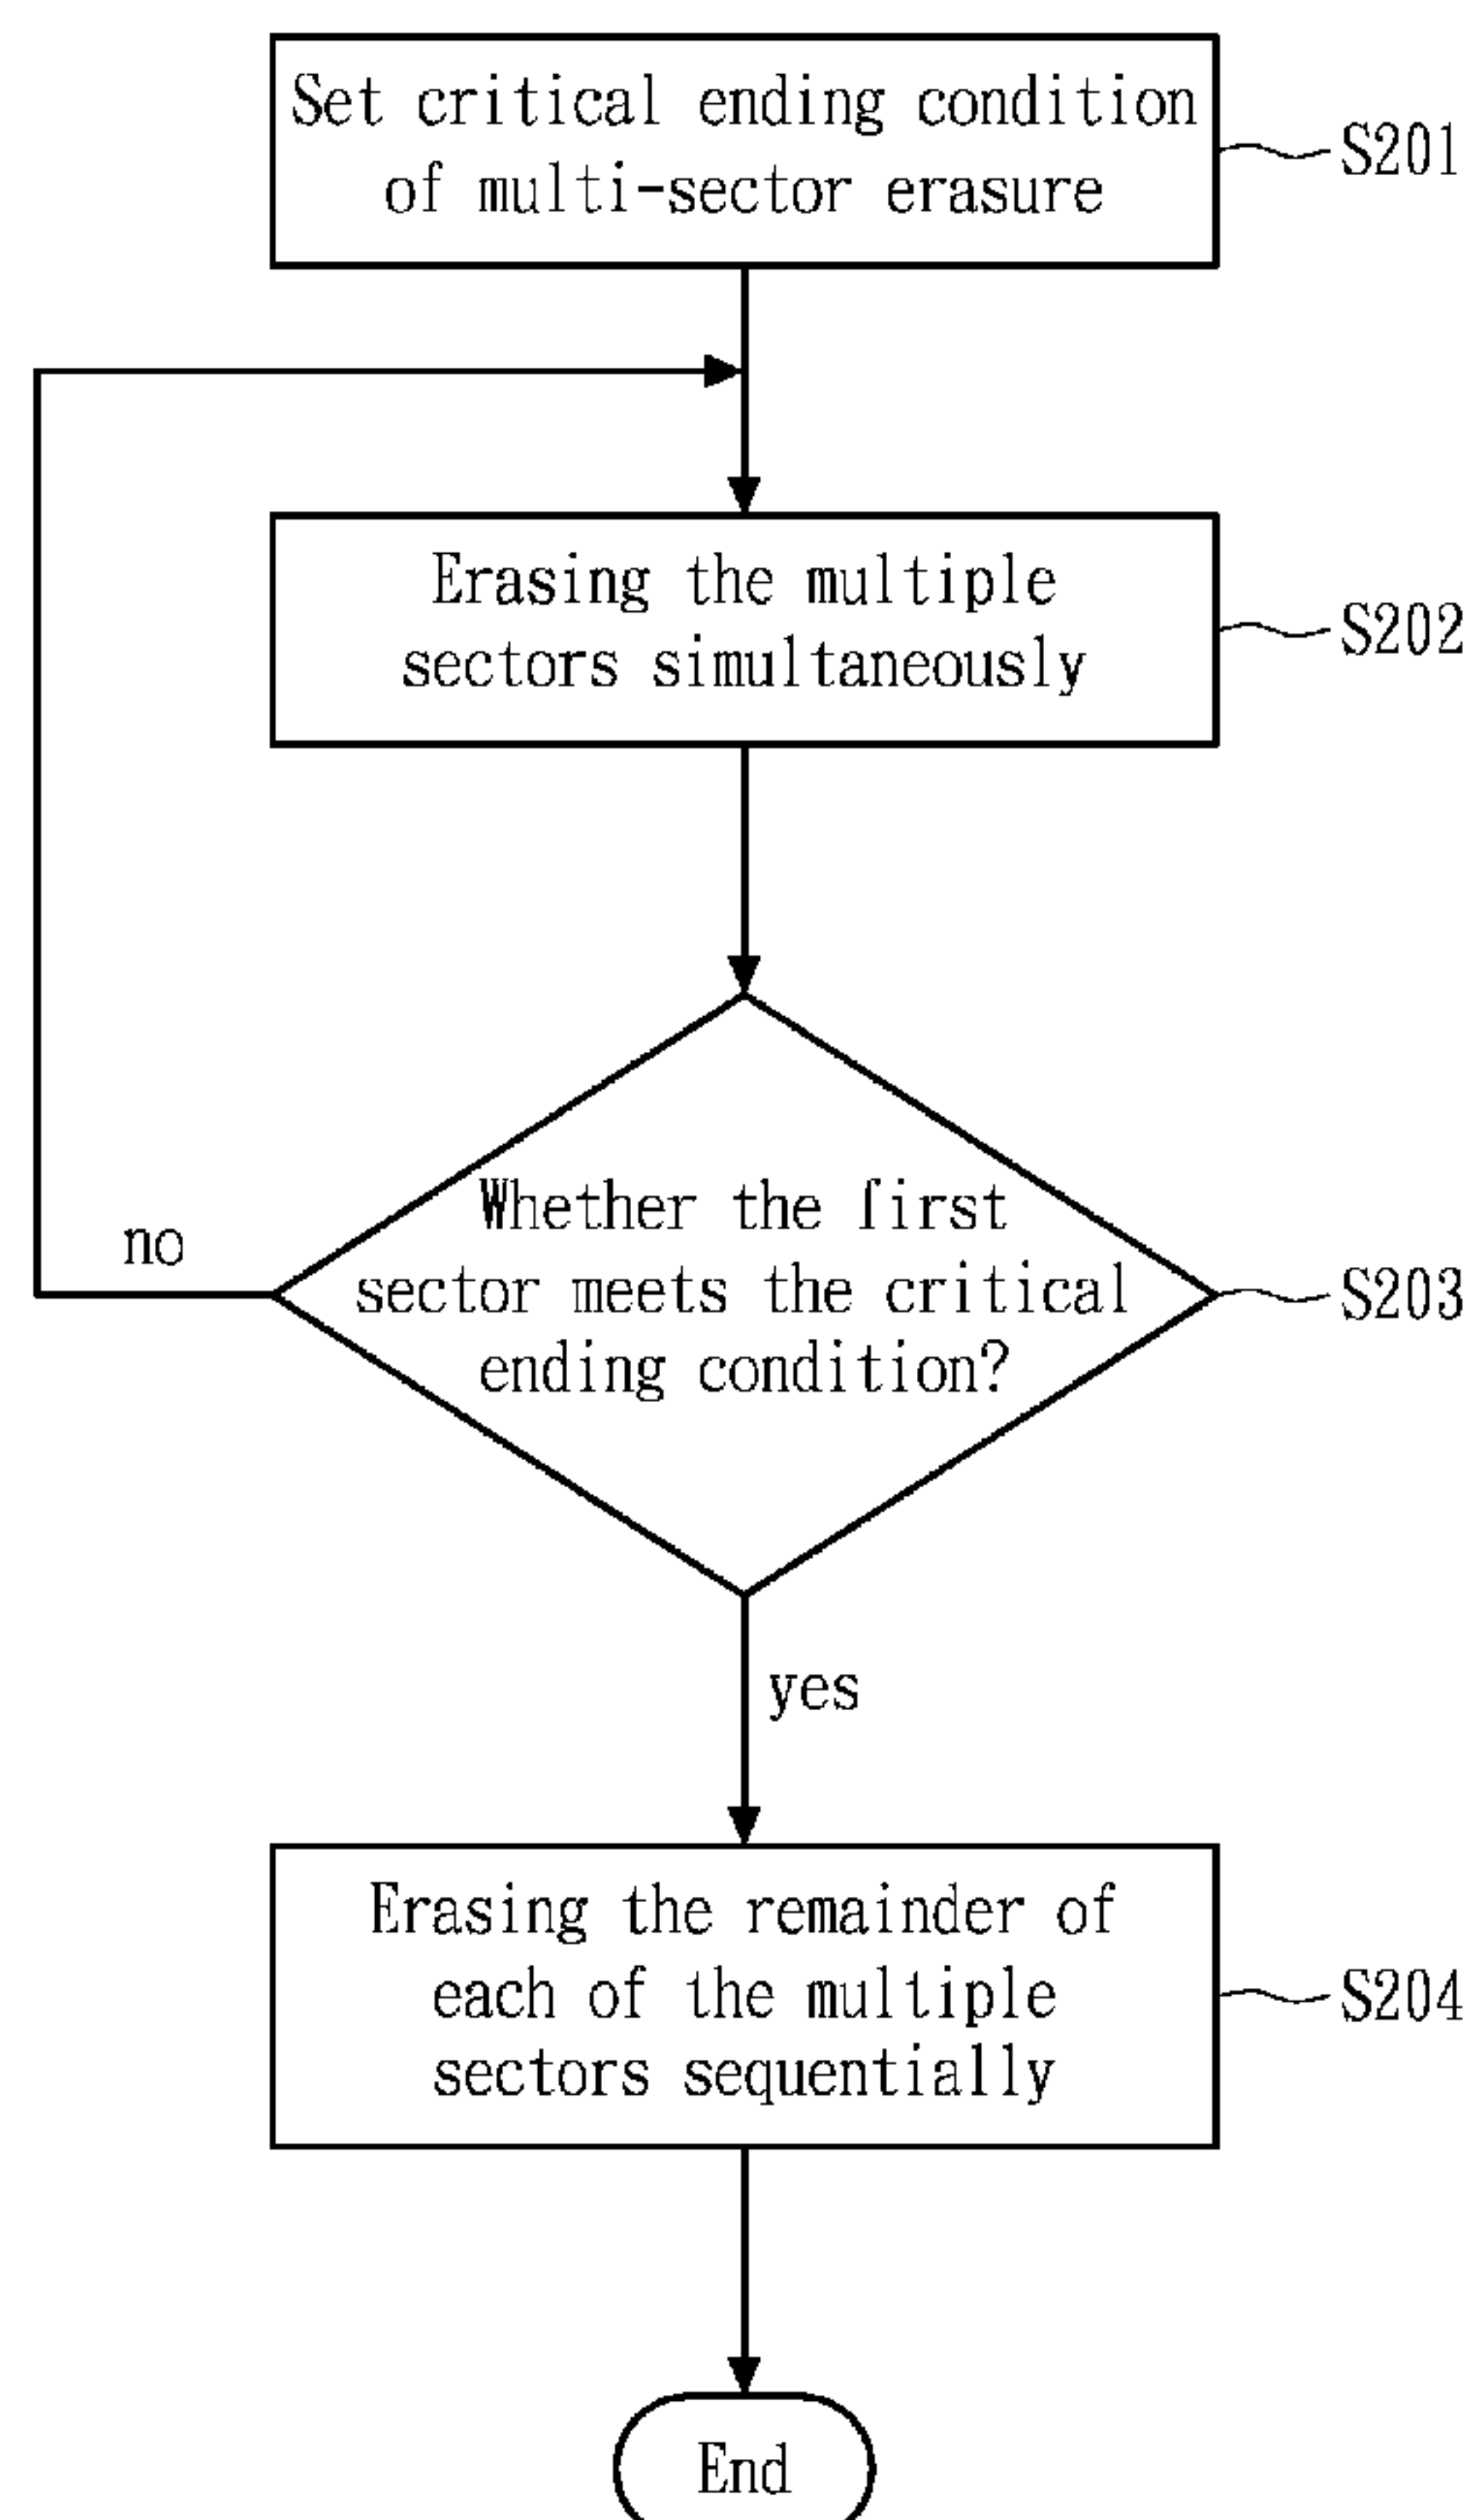 Set critical ending condition
of multi-sector erasure
S201
Erasing the multiple
sectors simultaneously
S202
Whether the first
sector meets the critical
ending condition?
S203
no
yes
Erasing the remainder of
each of the multiple
sectors sequentially
S204
End